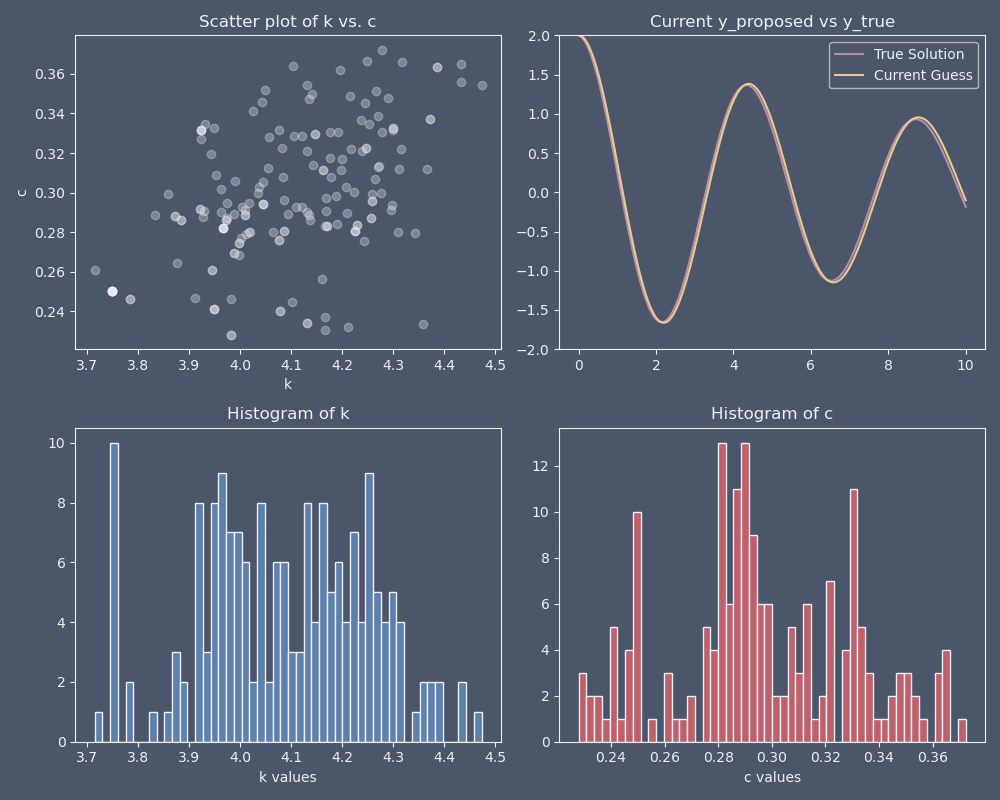 Scatter plot of k vs. c
c
0.36
0.34
0.32
0.30
0.28
0.26
0.24
3.7 3.8 3.9 4.0 4.1 4.2 4.3 4.4 4.5
k
Current y_proposed vs y_true
True Solution
Current Guess
2.0
1.5
1.0
0.5
0.0
−0.5
−1.0
−1.5
−2.0
0 2 4 6 8 10
Histogram of k
10
8
6
4
2
0
3.7 3.8 3.9 4.0 4.1 4.2 4.3 4.4 4.5
k values
Histogram of c
12
10
8
6
4
2
0
0.24 0.26 0.28 0.30 0.32 0.34 0.36
c values